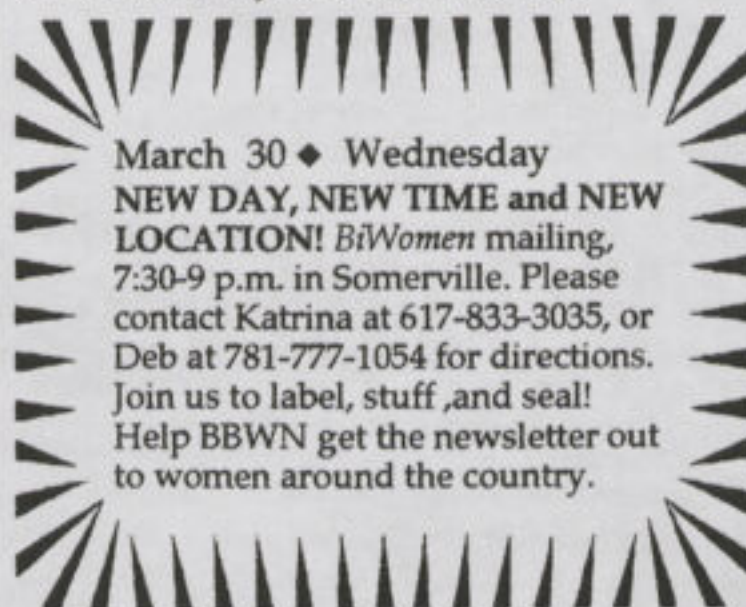 March 30 ◆ Wednesday
NEW DAY, NEW TIME and NEW
LOCATION! BiWomen mailing,
7:30-9 p.m. in Somerville. Please
contact Katrina at 617-833-3035, or
Deb at 781-777-1054 for directions.
Join us to label, stuff ,and seal!
Help BBWN get the newsletter out
to women around the country.